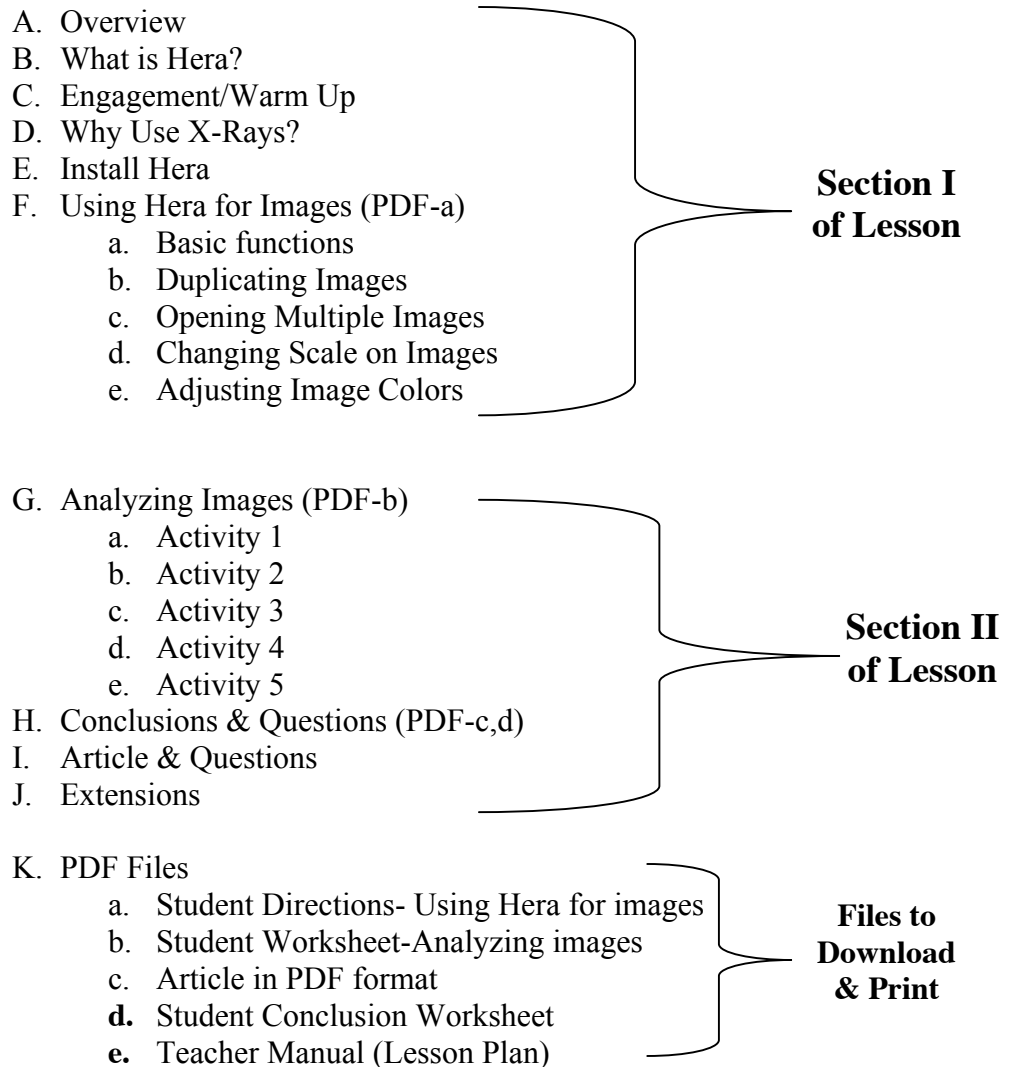 A. Overview
B. What is Hera?
C. Engagement/Warm Up
D. Why Use X-Rays?
E. Install Hera
F. Using Hera for Images (PDF-a)
a. Basic functions
b. Duplicating Images
c. Opening Multiple Images
d. Changing Scale on Images
e. Adjusting Image Colors
Section I
of Lesson
G. Analyzing Images (PDF-b)
a. Activity 1
b. Activity 2
c. Activity 3
d. Activity 4
e. Activity 5
H. Conclusions & Questions (PDF-c,d)
I. Article & Questions
J. Extensions
Section II
of Lesson
K. PDF Files
a. Student Directions- Using Hera for images
b. Student Worksheet-Analyzing images
c. Article in PDF format
d. Student Conclusion Worksheet
e. Teacher Manual (Lesson Plan)
Files to
Download
& Print